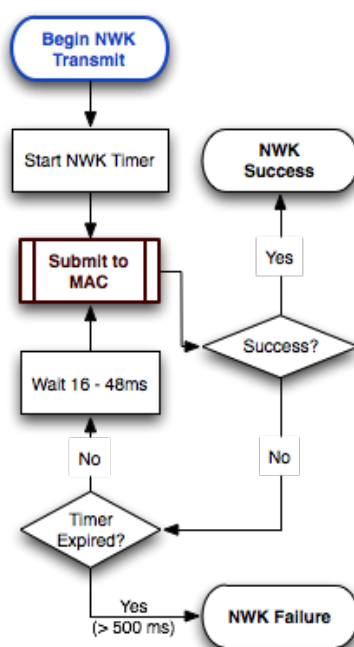 Begin NWK
Transmit
Start NWK Timer
NWK
Success
Submit to
MAC
Yes
Success?
Wait 16 - 48ms
No
No
Timer
Expired?
Yes
(> 500 ms)
NWK Failure